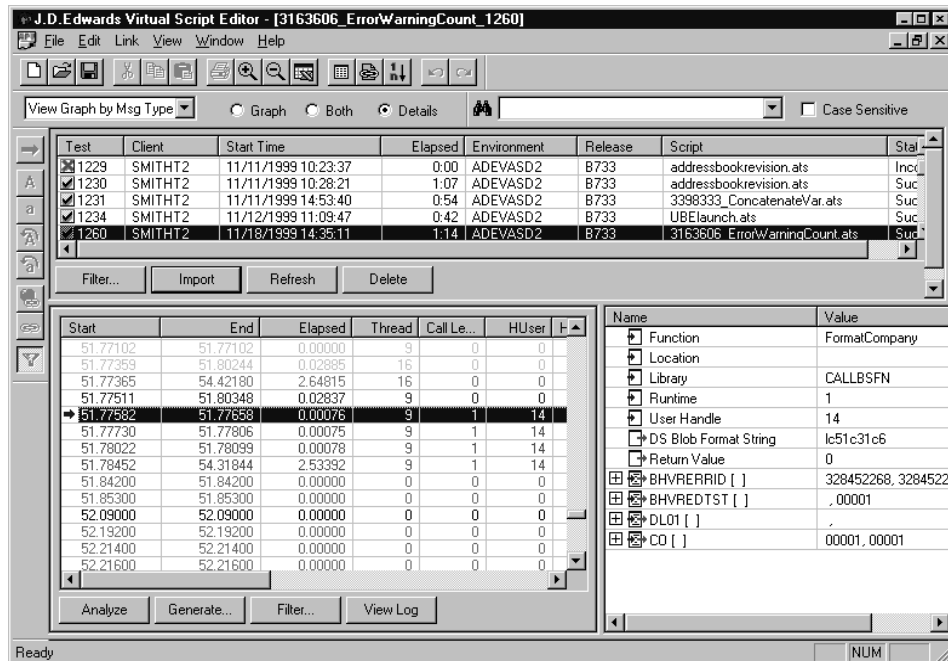 J.D.Edwards Virtual Script Editor - [3163606_ErrorWarningCount_1260]
File Edit Link View Window Help
View Graph by Msg Type Graph Both Details Case Sensitive
Test Client Start Time Elapsed Environment Release Script Stat
1229 SMITHT2 11/11/1999 10:23:37 0:00 ADEVASD2 B733 addressbookrevision.ats Inco
1230 SMITHT2 11/11/1999 10:28:21 1:07 ADEVASD2 B733 addressbookrevision.ats Suc
1231 SMITHT2 11/11/1999 14:53:40 0:54 ADEVASD2 B733 3398333_ConcatenateVar.ats Suc
1234 SMITHT2 11/12/1999 11:09:47 0:42 ADEVASD2 B733 UBElaunch.ats Suc
1260 SMITHT2 11/18/1999 14:35:11 1:14 ADEVASD2 B733 3163606_ErrorWarningCount.ats Suc
Filter... Import Refresh Delete
Start End Elapsed Thread Call Le... HUser H
51.77102 51.77102 0.00000 9 0 0
51.77359 51.80244 0.02885 16 0 0
51.77365 54.42180 2.64815 16 0 0
51.77511 51.80348 0.02837 9 0 0
51.77582 51.77658 0.00076 9 1 14
51.77730 51.77806 0.00075 9 1 14
51.78022 51.78099 0.00078 9 1 14
51.78452 54.31844 2.53392 9 1 14
51.84200 51.84200 0.00000 0 0 0
51.85300 51.85300 0.00000 0 0 0
52.09000 52.09000 0.00000 0 0 0
52.19200 52.19200 0.00000 0 0 0
52.21400 52.21400 0.00000 0 0 0
52.21600 52.21600 0.00000 0 0 0
Analyze Generate... Filter... View Log
Name Value
Function FormatCompany
Location
Library CALLBSFN
Runtime 1
User Handle 14
DS Blob Format String lc51c31c6
Return Value 0
BHVRERRID [ ] 328452268, 3284522
BHVREDTST [ ] , 00001
DL01 [ ] ,
CO [ ] 00001, 00001
Ready NUM